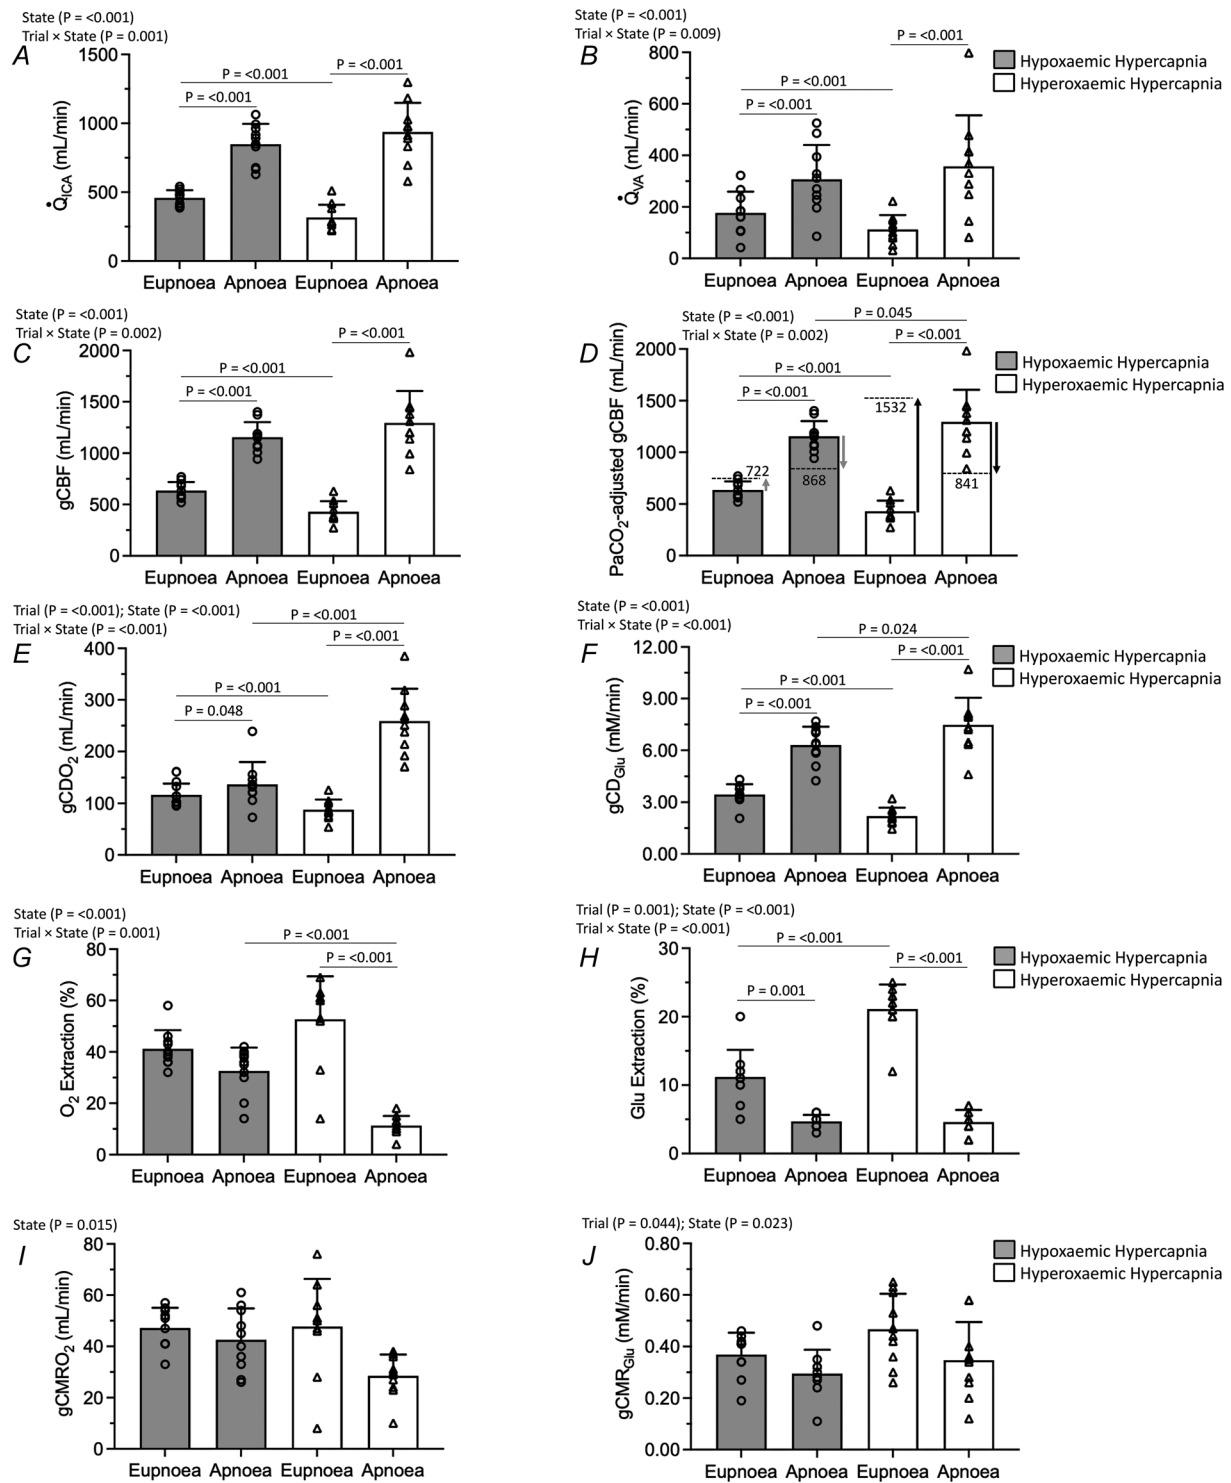 State (P = <0.001)
Trial × State (P = 0.001)
A
1500
1000
500
0
Q̇ICA (mL/min)
P = <0.001
P = <0.001
P = <0.001
Eupnoea Apnoea Eupnoea Apnoea
State (P = <0.001)
Trial × State (P = 0.009)
B
800
600
400
200
0
Q̇VA (mL/min)
P = <0.001
P = <0.001
P = <0.001
Eupnoea Apnoea Eupnoea Apnoea
Hypoxaemic Hypercapnia
Hyperoxaemic Hypercapnia
State (P = <0.001)
Trial × State (P = 0.002)
C
2000
1500
1000
500
0
gCBF (mL/min)
P = <0.001
P = <0.001
P = <0.001
Eupnoea Apnoea Eupnoea Apnoea
State (P = <0.001)
Trial × State (P = 0.002)
D
2000
1500
1000
500
0
PaCO2-adjusted gCBF (mL/min)
P = 0.045
P = <0.001
P = <0.001
P = <0.001
722
868
1532
841
Eupnoea Apnoea Eupnoea Apnoea
Hypoxaemic Hypercapnia
Hyperoxaemic Hypercapnia
Trial (P = <0.001); State (P = <0.001)
Trial × State (P = <0.001)
E
400
300
200
100
0
gCDO2 (mL/min)
P = <0.001
P = <0.001
P = <0.001
P = 0.048
Eupnoea Apnoea Eupnoea Apnoea
State (P = <0.001)
Trial × State (P = <0.001)
F
12.00
9.00
6.00
3.00
0.00
gCDGlu (mM/min)
P = 0.024
P = <0.001
P = <0.001
P = <0.001
Eupnoea Apnoea Eupnoea Apnoea
Hypoxaemic Hypercapnia
Hyperoxaemic Hypercapnia
State (P = <0.001)
Trial × State (P = 0.001)
G
80
60
40
20
0
O2 Extraction (%)
P = <0.001
P = <0.001
Eupnoea Apnoea Eupnoea Apnoea
Trial (P = 0.001); State (P = <0.001)
Trial × State (P = <0.001)
H
30
20
10
0
Glu Extraction (%)
P = <0.001
P = <0.001
P = 0.001
Eupnoea Apnoea Eupnoea Apnoea
Hypoxaemic Hypercapnia
Hyperoxaemic Hypercapnia
State (P = 0.015)
I
80
60
40
20
0
gCMRO2 (mL/min)
Eupnoea Apnoea Eupnoea Apnoea
Trial (P = 0.044); State (P = 0.023)
J
0.80
0.60
0.40
0.20
0.00
gCMRGlu (mM/min)
Eupnoea Apnoea Eupnoea Apnoea
Hypoxaemic Hypercapnia
Hyperoxaemic Hypercapnia